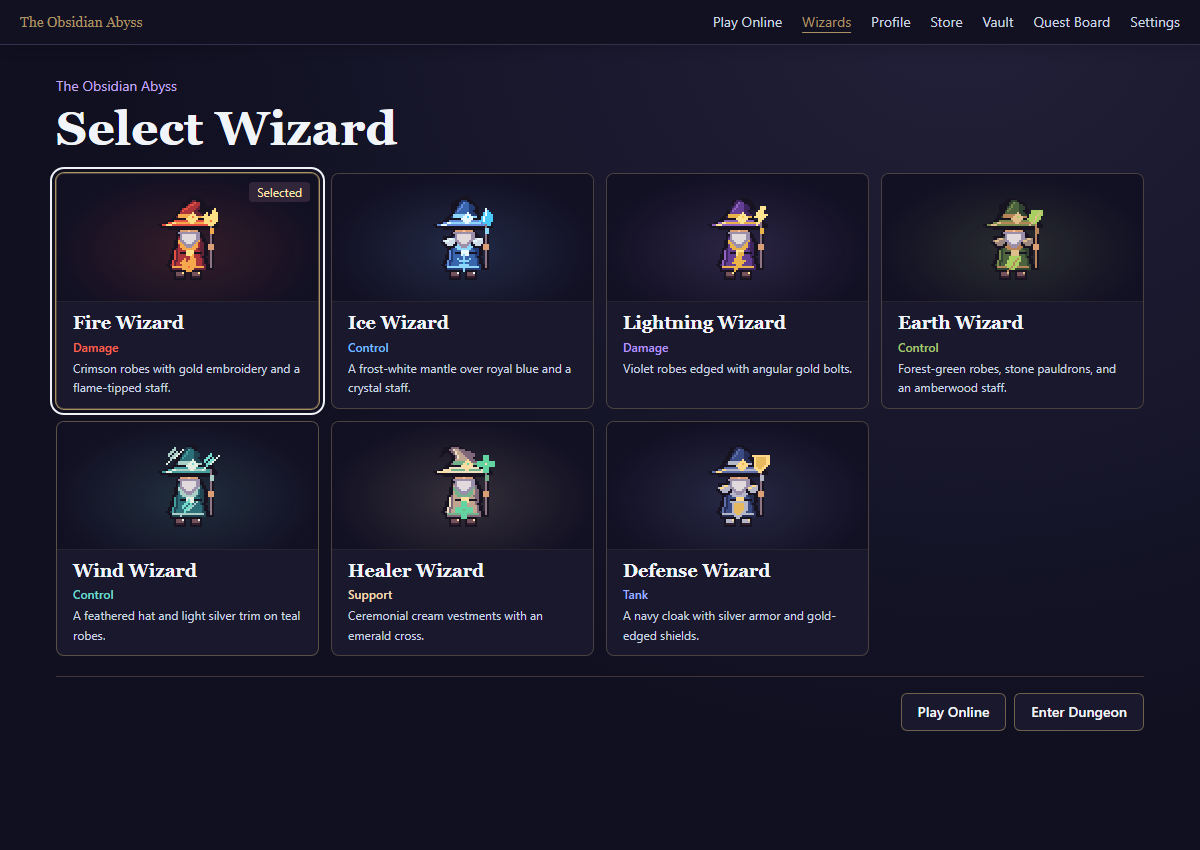 The Obsidian Abyss
Play Online
Wizards
Profile
Store
Vault
Quest Board
Settings
The Obsidian Abyss
Select Wizard
Selected
Fire Wizard
Damage
Crimson robes with gold embroidery and a
flame-tipped staff.
Ice Wizard
Control
A frost-white mantle over royal blue and a
crystal staff.
Lightning Wizard
Damage
Violet robes edged with angular gold bolts.
Earth Wizard
Control
Forest-green robes, stone pauldrons, and
an amberwood staff.
Wind Wizard
Control
A feathered hat and light silver trim on teal
robes.
Healer Wizard
Support
Ceremonial cream vestments with an
emerald cross.
Defense Wizard
Tank
A navy cloak with silver armor and gold-
edged shields.
Play Online
Enter Dungeon